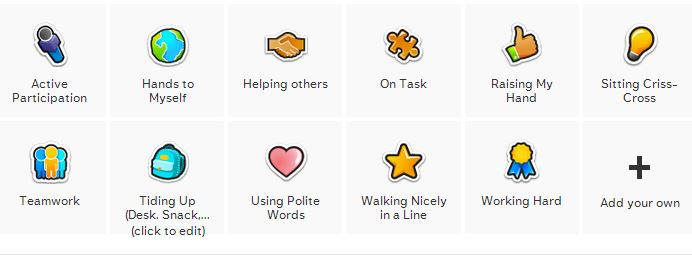 Active
Participation
Hands to
Myself
Helping others
On Task
Raising My
Hand
Sitting Criss-
Cross
Teamwork
Tiding Up
(Desk. Snack,...
(click to edit)
Using Polite
Words
Walking Nicely
in a Line
Working Hard
Add your own